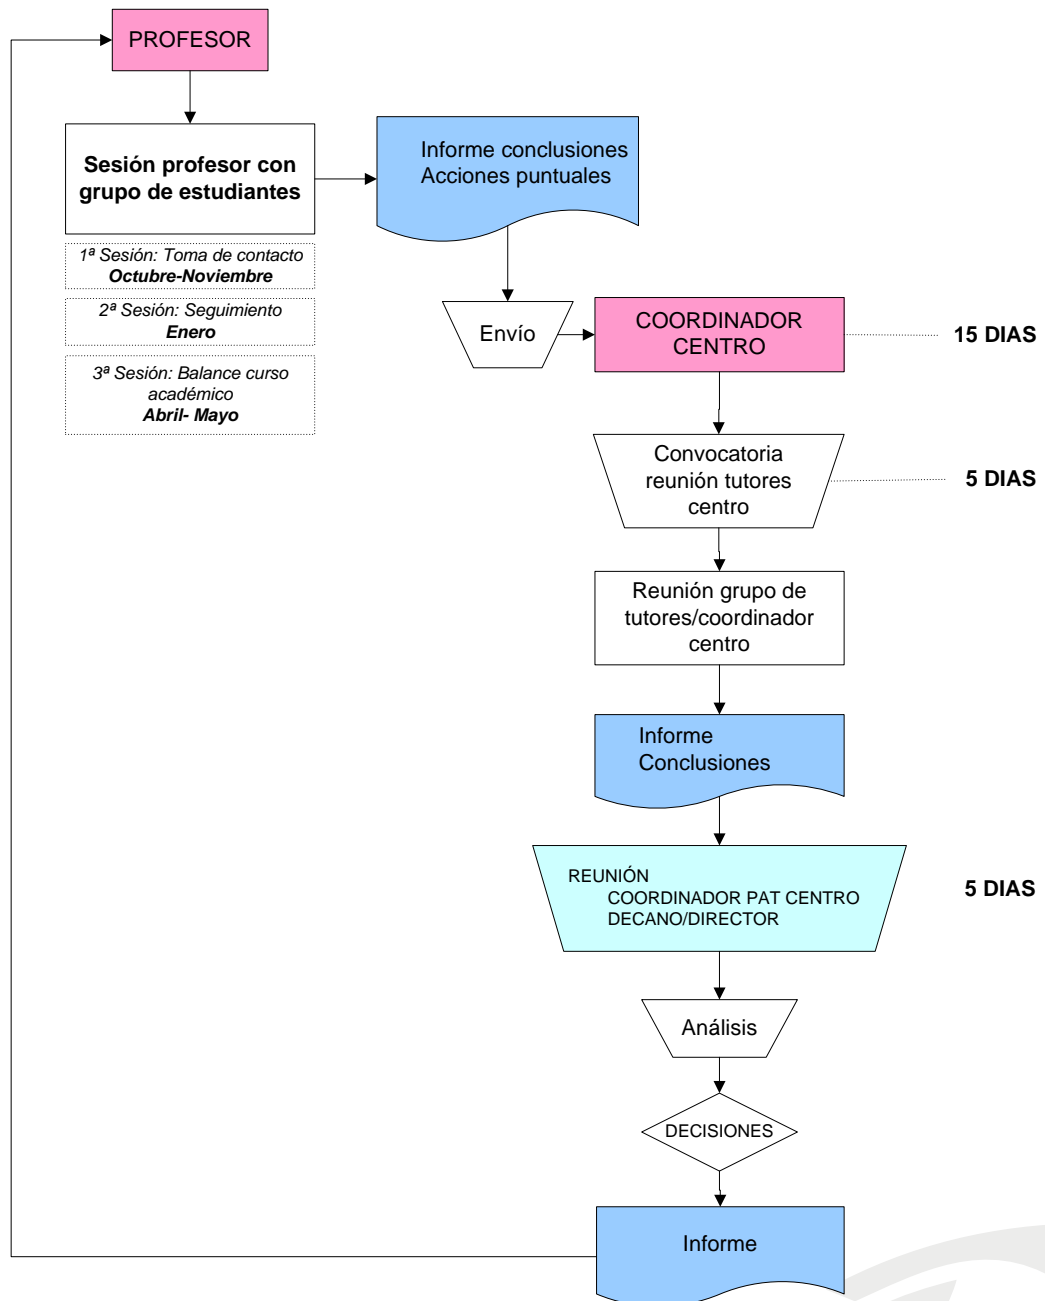 PROFESOR
Sesión profesor con
grupo de estudiantes
Informe conclusiones
Acciones puntuales
1ª Sesión: Toma de contacto
Octubre-Noviembre
2ª Sesión: Seguimiento
Enero
3ª Sesión: Balance curso
académico
Abril- Mayo
Envío
COORDINADOR
CENTRO
15 DIAS
Convocatoria
reunión tutores
centro
5 DIAS
Reunión grupo de
tutores/coordinador
centro
Informe
Conclusiones
REUNIÓN
COORDINADOR PAT CENTRO
DECANO/DIRECTOR
5 DIAS
Análisis
DECISIONES
Informe